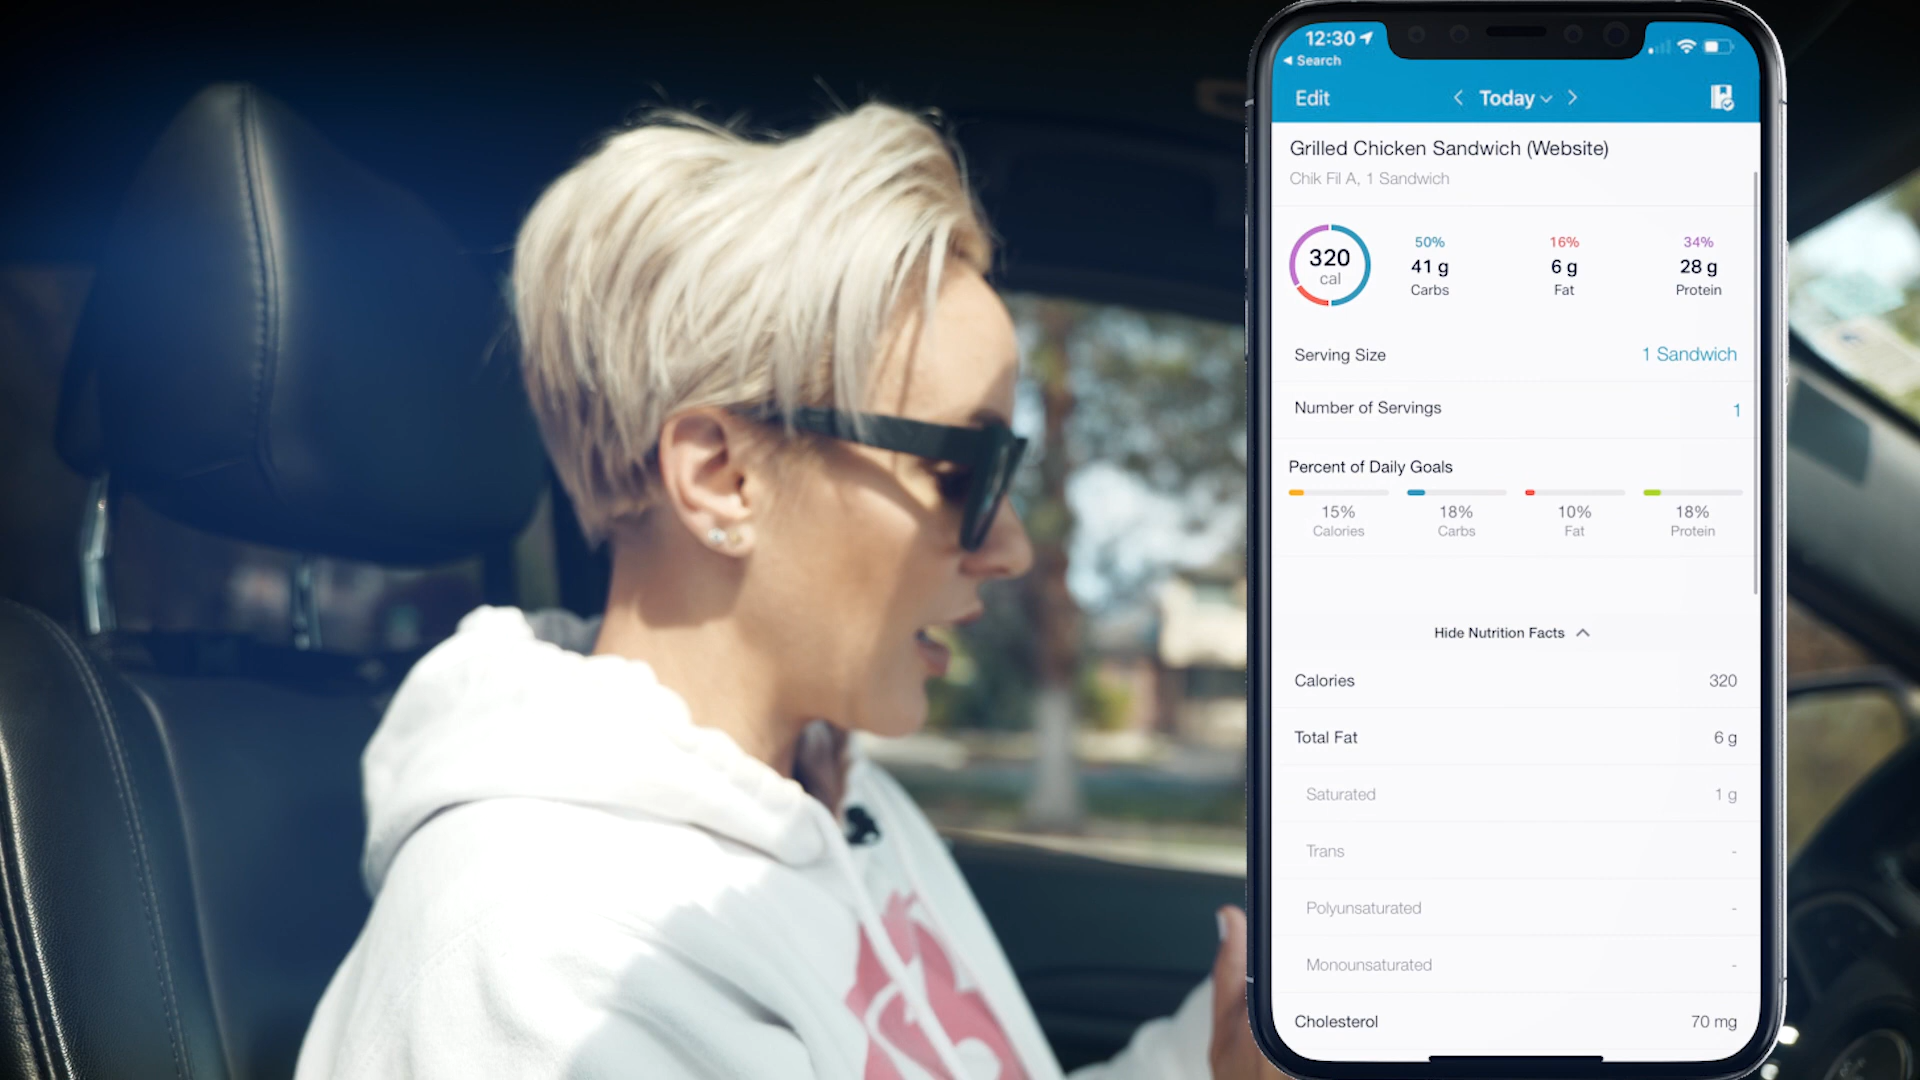 12:30
Search
Edit
Today
Grilled Chicken Sandwich (Website)
Chik Fil A, 1 Sandwich
320
cal
50%
41 g
Carbs
16%
6 g
Fat
34%
28 g
Protein
Serving Size
1 Sandwich
Number of Servings
1
Percent of Daily Goals
15%
Calories
18%
Carbs
10%
Fat
18%
Protein
Hide Nutrition Facts
Calories
320
Total Fat
6 g
Saturated
1 g
Trans
-
Polyunsaturated
-
Monounsaturated
-
Cholesterol
70 mg